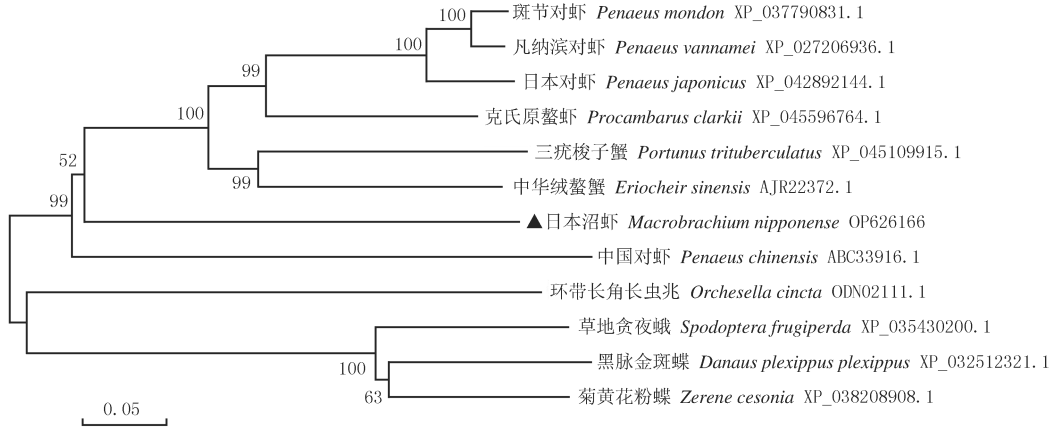 100
斑节对虾 Penaeus mondon XP_037790831.1
凡纳滨对虾 Penaeus vannamei XP_027206936.1
100
日本对虾 Penaeus japonicus XP_042892144.1
99
克氏原螯虾 Procambarus clarkii XP_045596764.1
100
三疣梭子蟹 Portunus trituberculatus XP_045109915.1
99
中华绒螯蟹 Eriocheir sinensis AJR22372.1
52
99
▲日本沼虾 Macrobrachium nipponense OP626166
中国对虾 Penaeus chinensis ABC33916.1
环带长角长虫兆 Orchesella cincta ODN02111.1
草地贪夜蛾 Spodoptera frugiperda XP_035430200.1
100
黑脉金斑蝶 Danaus plexippus plexippus XP_032512321.1
63
菊黄花粉蝶 Zerene cesonia XP_038208908.1
0.05